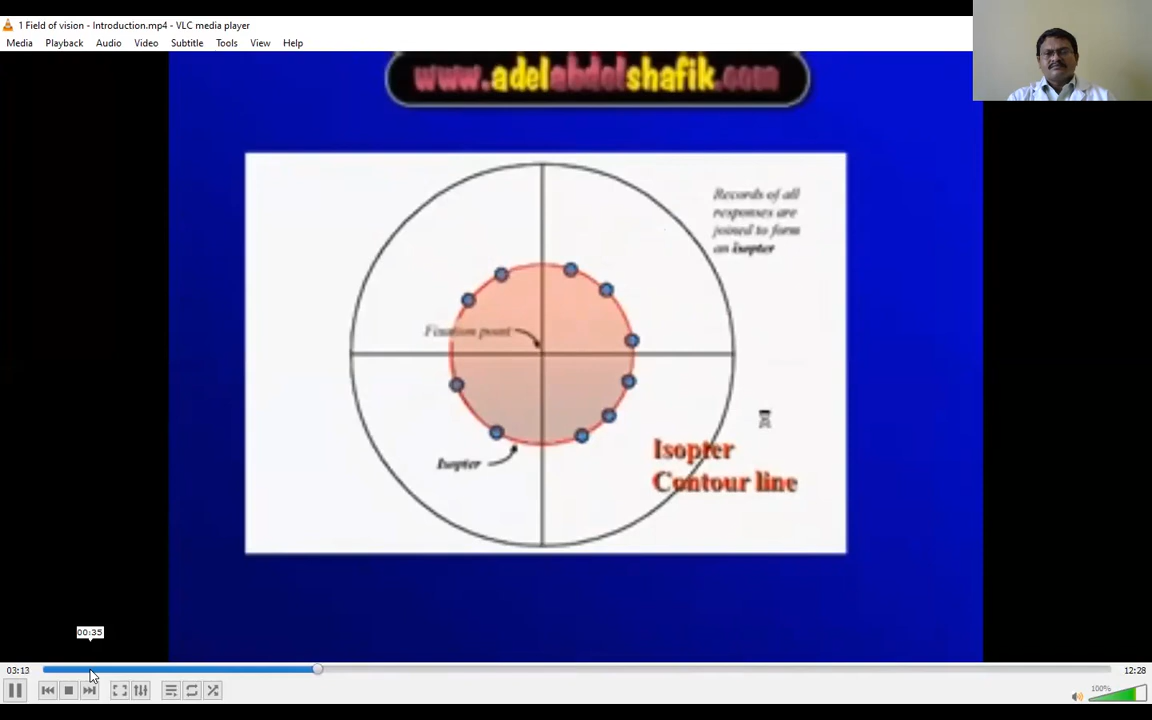 1 Field of vision - Introduction.mp4 - VLC media player
Media Playback Audio Video Subtitle Tools View Help
www.adelabdelshafik.com
Records of all
responses are
joined to form
an isopter
Fixation point
Isopter
Isopter
Contour line
00:35
03:13
12:28
100%